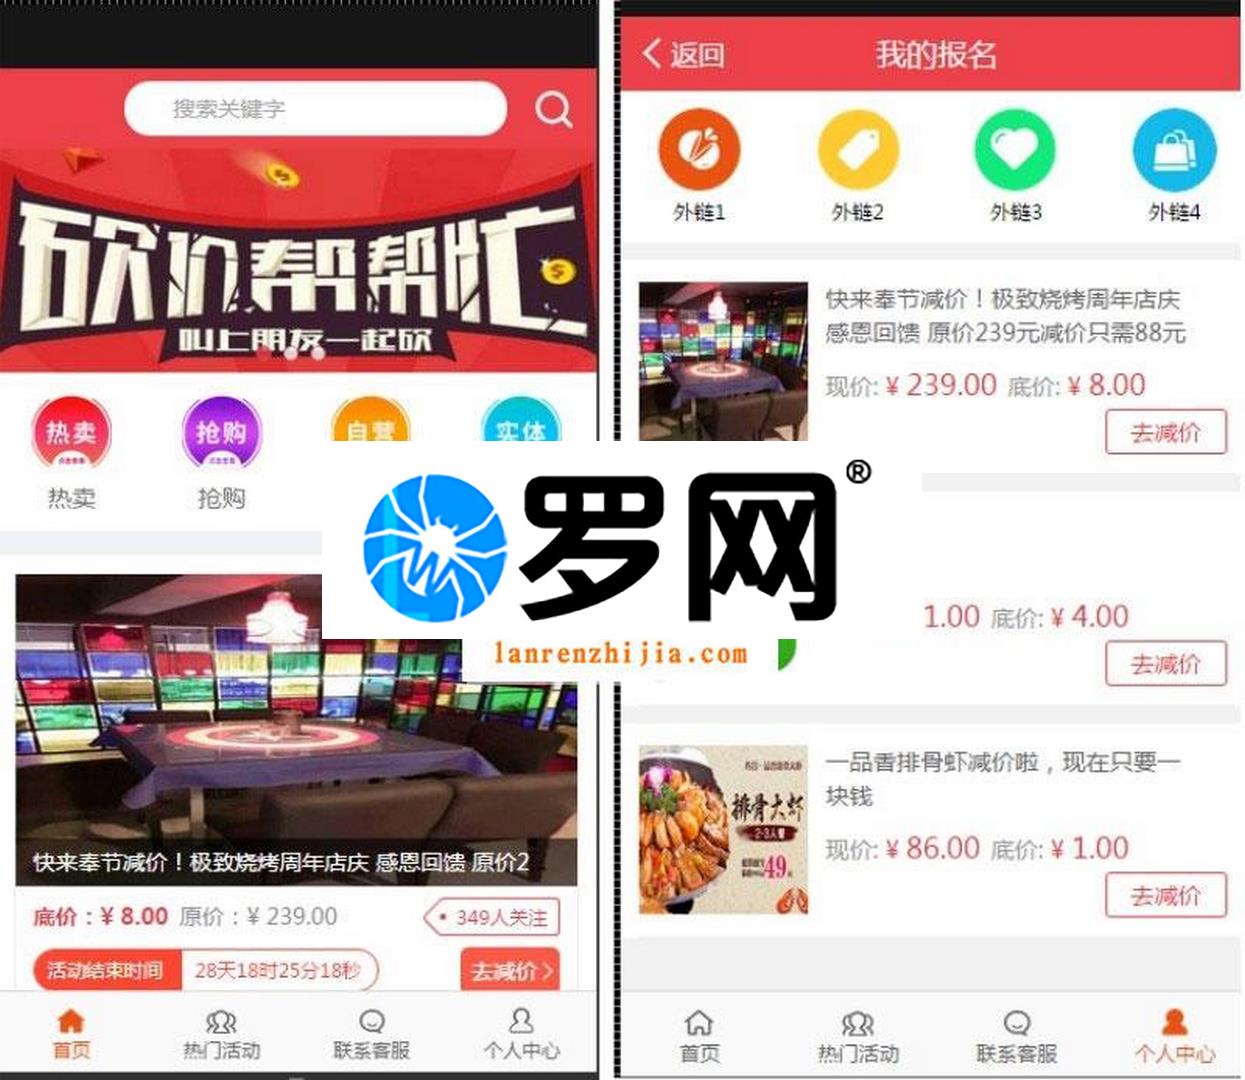 搜索关键字
砍价帮帮忙
叫上朋友一起砍
热卖
抢购
自营
实体
热卖
抢购
快来奉节减价！极致烧烤周年店庆 感恩回馈 原价2
底价：¥ 8.00 原价：¥ 239.00
349人关注
活动结束时间 28天18时25分18秒
去减价
首页
热门活动
联系客服
个人中心
返回
我的报名
外链1
外链2
外链3
外链4
快来奉节减价！极致烧烤周年店庆
感恩回馈 原价239元减价只需88元
现价: ¥ 239.00 底价: ¥ 8.00
去减价
1.00 底价: ¥ 4.00
去减价
排骨大虾
2-3人餐
49
一品香排骨虾减价啦，现在只要一
块钱
现价: ¥ 86.00 底价: ¥ 1.00
去减价
首页
热门活动
联系客服
个人中心
罗网®
lanrenzhijia.com